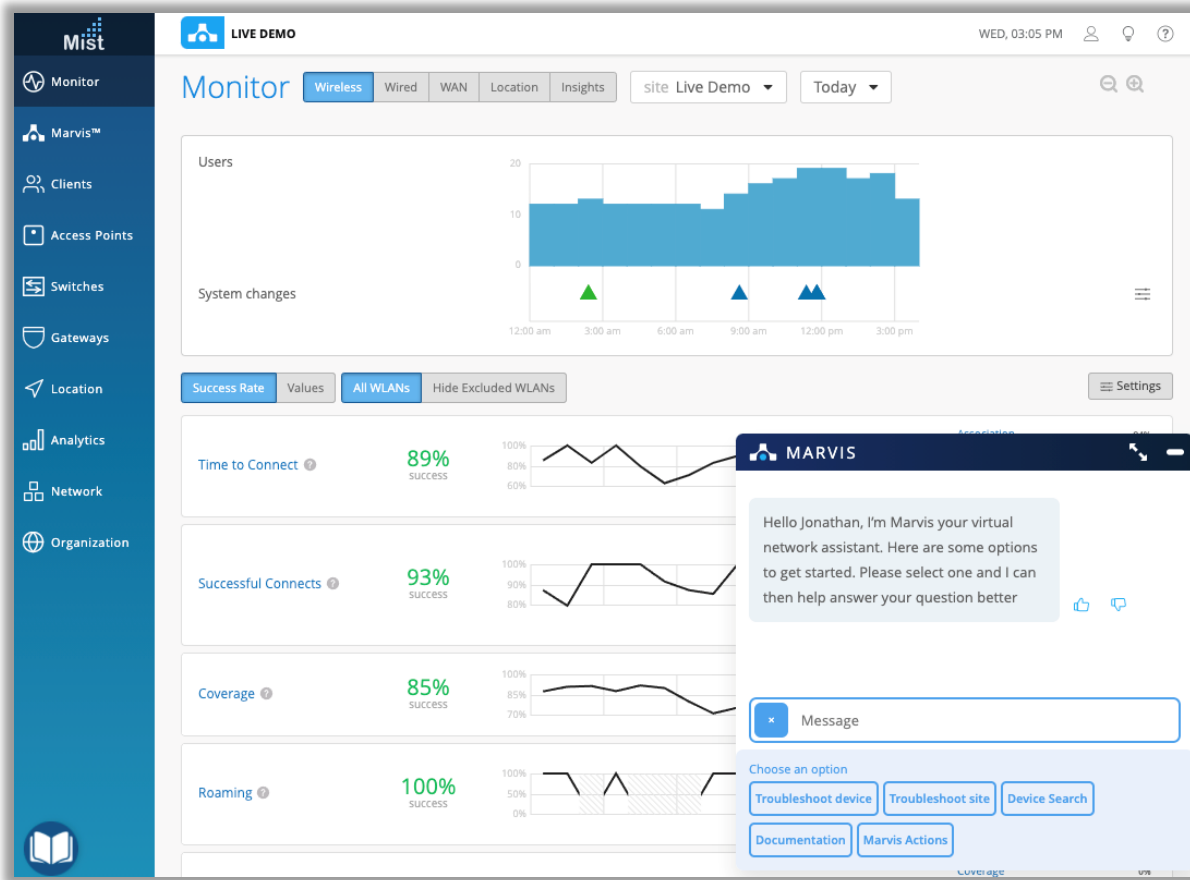 Mist
LIVE DEMO
WED, 03:05 PM
Monitor
Marvis™
Clients
Access Points
Switches
Gateways
Location
Analytics
Network
Organization
Monitor
Wireless Wired WAN Location Insights
site Live Demo
Today
Users
20
10
0
System changes
12:00 am 3:00 am 6:00 am 9:00 am 12:00 pm 3:00 pm
Success Rate Values All WLANs Hide Excluded WLANs
Settings
Time to Connect ?
89%
success
100%
80%
60%
Successful Connects ?
93%
success
100%
90%
80%
Coverage ?
85%
success
100%
85%
70%
Roaming ?
100%
success
100%
50%
0%
Association
MARVIS
Hello Jonathan, I'm Marvis your virtual
network assistant. Here are some options
to get started. Please select one and I can
then help answer your question better
× Message
Choose an option
Troubleshoot device Troubleshoot site Device Search
Documentation Marvis Actions
Coverage 0%